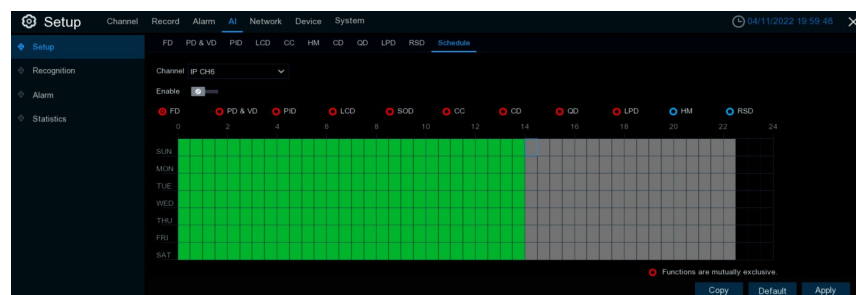 Setup Channel Record Alarm AI Network Device System 04/11/2022 19:59:48
Setup FD PD & VD PID LCD CC HM CD QD LPD RSD Schedule
Recognition Channel IP CH6
Alarm Enable
Statistics FD PD & VD PID LCD SOD CC CD QD LPD HM RSD
0 2 4 6 8 10 12 14 16 18 20 22 24
SUN
MON
TUE
WED
THU
FRI
SAT
Functions are mutually exclusive.
Copy Default Apply